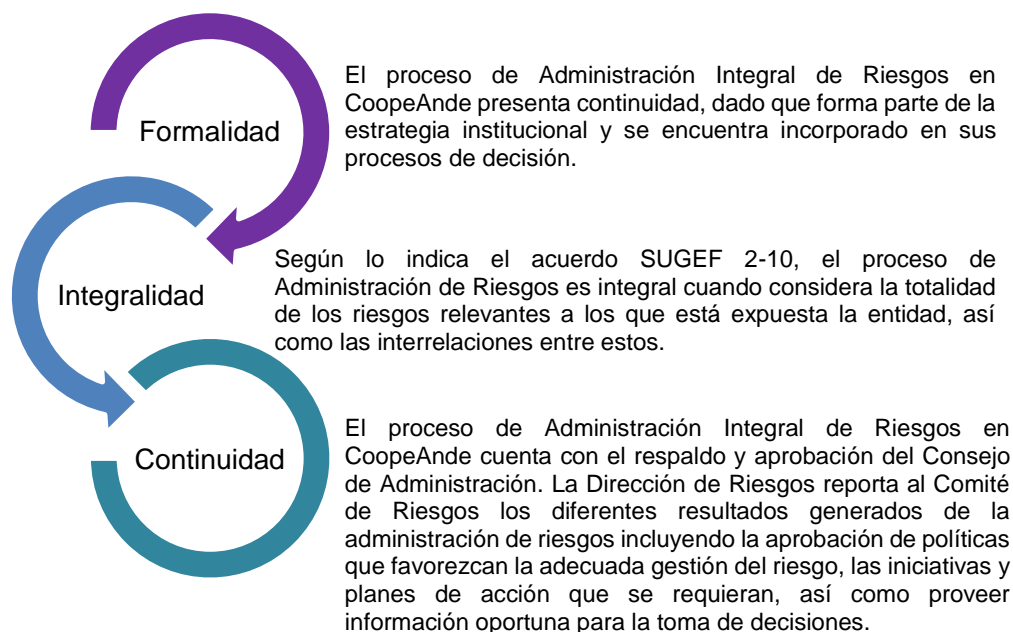 Formalidad
El proceso de Administración Integral de Riesgos en
CoopeAnde presenta continuidad, dado que forma parte de la
estrategia institucional y se encuentra incorporado en sus
procesos de decisión.
Integralidad
Según lo indica el acuerdo SUGEF 2-10, el proceso de
Administración de Riesgos es integral cuando considera la totalidad
de los riesgos relevantes a los que está expuesta la entidad, así
como las interrelaciones entre estos.
Continuidad
El proceso de Administración Integral de Riesgos en
CoopeAnde cuenta con el respaldo y aprobación del Consejo
de Administración. La Dirección de Riesgos reporta al Comité
de Riesgos los diferentes resultados generados de la
administración de riesgos incluyendo la aprobación de políticas
que favorezcan la adecuada gestión del riesgo, las iniciativas y
planes de acción que se requieran, así como proveer
información oportuna para la toma de decisiones.